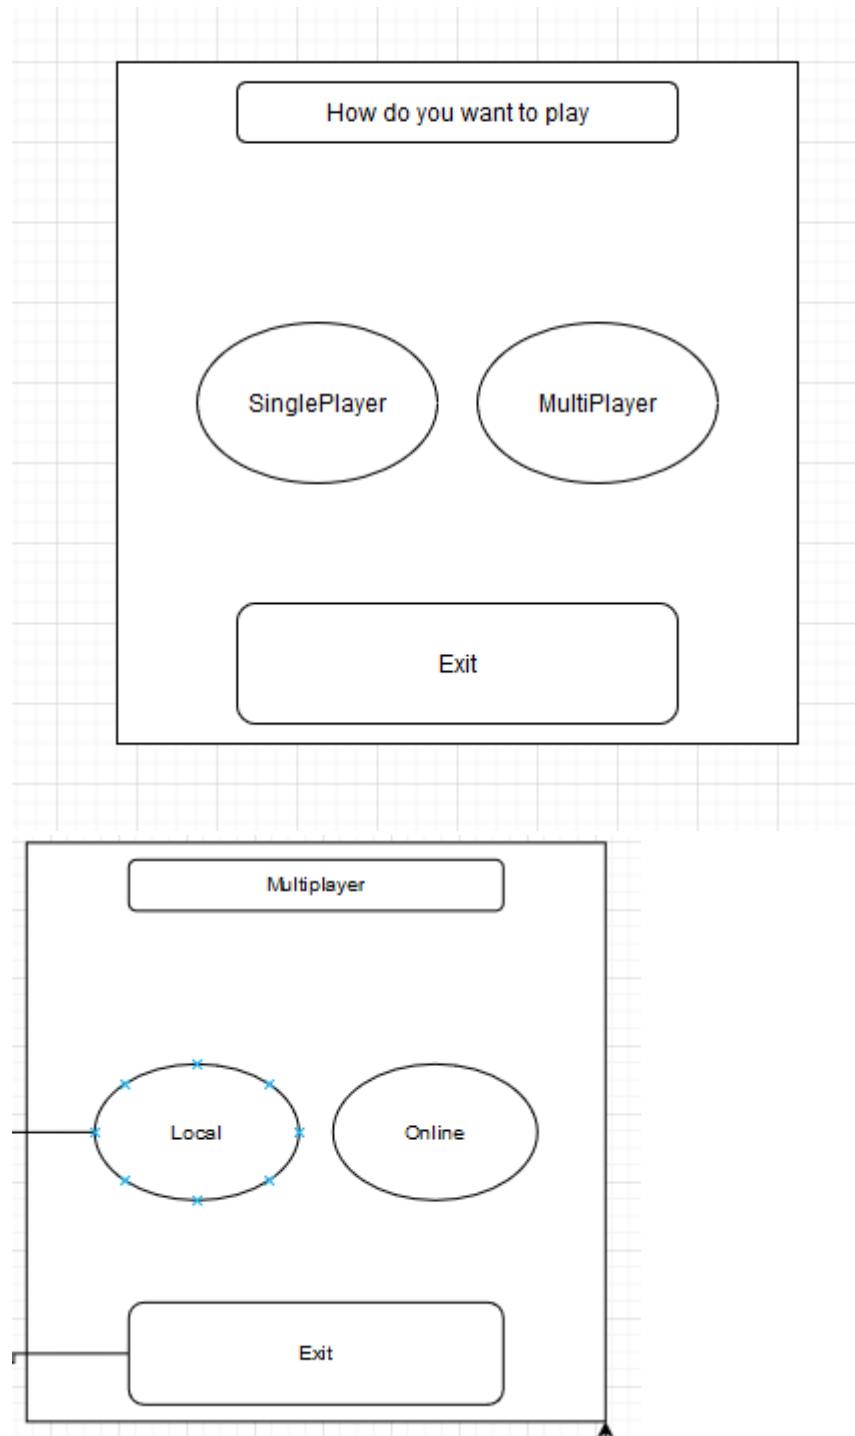 How do you want to play
SinglePlayer
MultiPlayer
Exit
Multiplayer
Local
Online
Exit